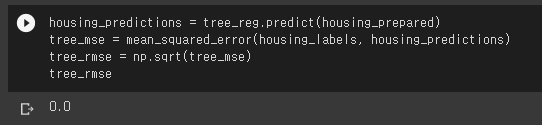 housing_predictions = tree_reg.predict(housing_prepared)
tree_mse = mean_squared_error(housing_labels, housing_predictions)
tree_rmse = np.sqrt(tree_mse)
tree_rmse
0.0